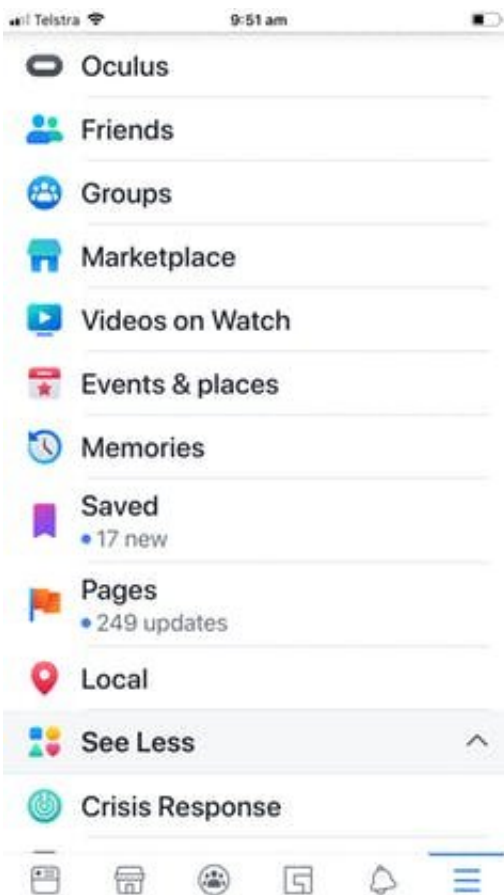 Telstra 9:51 am
Oculus
Friends
Groups
Marketplace
Videos on Watch
Events & places
Memories
Saved
17 new
Pages
249 updates
Local
See Less
Crisis Response